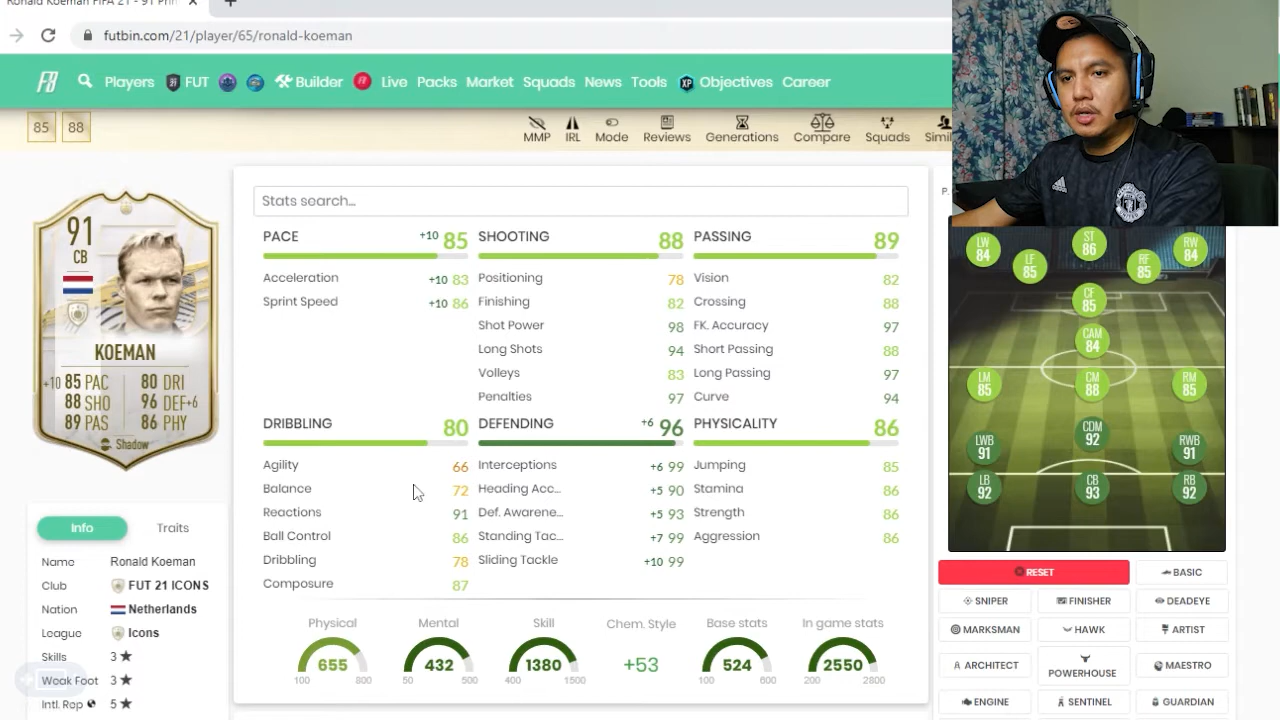 Ronald Koeman FIFA 21 - 91 Prim
futbin.com/21/player/65/ronald-koeman
Players FUT Builder Live Packs Market Squads News Tools XP Objectives Career
85 88
MMP IRL Mode Reviews Generations Compare Squads Simil
91
CB
KOEMAN
+10 85 PAC 80 DRI
88 SHO 96 DEF+6
89 PAS 86 PHY
Shadow
Info Traits
Name Ronald Koeman
Club FUT 21 ICONS
Nation Netherlands
League Icons
Skills 3★
Weak Foot 3★
Intl. Rep 5★
Stats search...
PACE +10 85
Acceleration +10 83
Sprint Speed +10 86
SHOOTING 88
Positioning 78
Finishing 82
Shot Power 98
Long Shots 94
Volleys 83
Penalties 97
PASSING 89
Vision 82
Crossing 88
FK. Accuracy 97
Short Passing 88
Long Passing 97
Curve 94
DRIBBLING 80
Agility 66
Balance 72
Reactions 91
Ball Control 86
Dribbling 78
Composure 87
DEFENDING +6 96
Interceptions +6 99
Heading Acc... +5 90
Def. Awarene... +5 93
Standing Tac... +7 99
Sliding Tackle +10 99
PHYSICALITY 86
Jumping 85
Stamina 86
Strength 86
Aggression 86
Physical
655
100 800
Mental
432
50 500
Skill
1380
400 1500
Chem. Style
+53
Base stats
524
100 600
In game stats
2550
200 2800
P.
adidas
LW 84
ST 86
RW 84
LF 85
RF 85
CF 85
CAM 84
LM 85
CM 88
RM 85
CDM 92
LWB 91
RWB 91
LB 92
CB 93
RB 92
RESET BASIC
SNIPER FINISHER DEADEYE
MARKSMAN HAWK ARTIST
ARCHITECT POWERHOUSE MAESTRO
ENGINE SENTINEL GUARDIAN